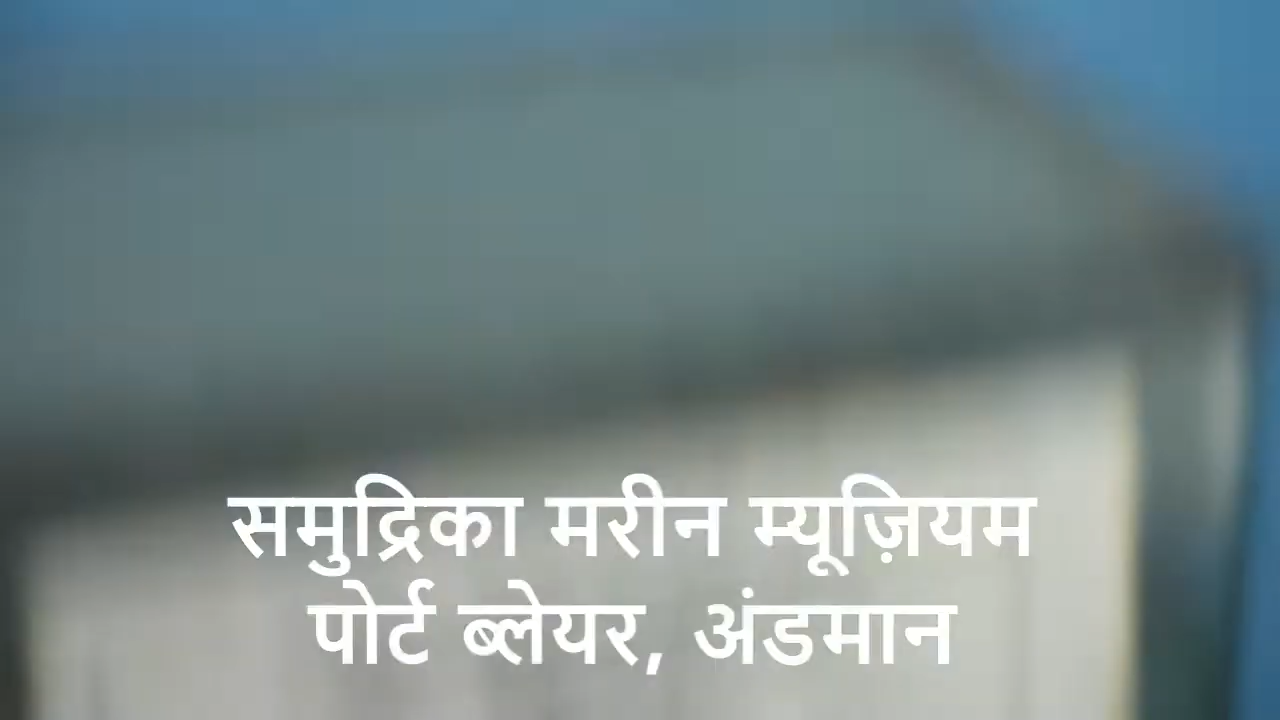 समुद्रिका मरीन म्यूज़ियम
पोर्ट ब्लेयर, अंडमान